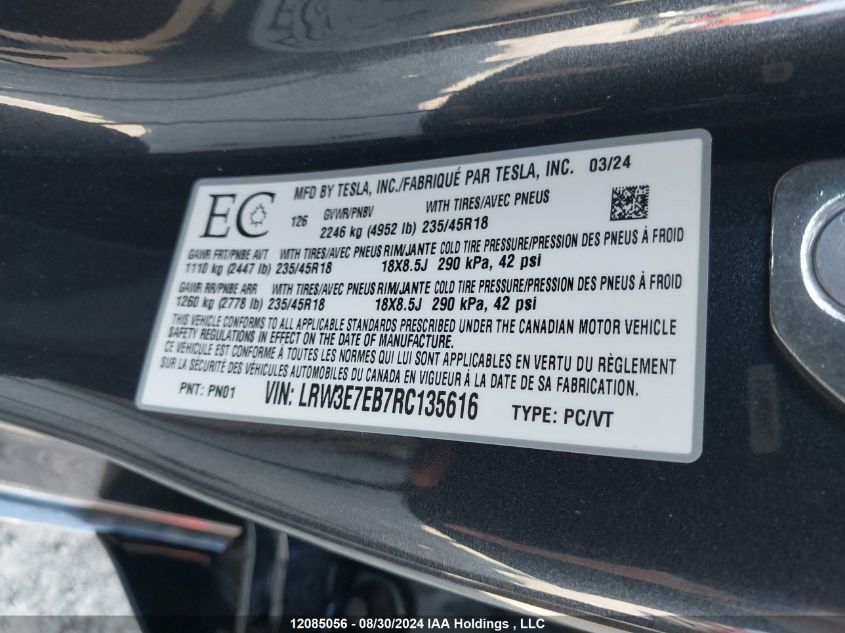 EC
MFD BY TESLA, INC./FABRIQUÉ PAR TESLA, INC. 03/24
126 GVWR/PNBV WITH TIRES/AVEC PNEUS
2246 kg (4952 lb) 235/45R18
GAWR FRT/PNBE AVT WITH TIRES/AVEC PNEUS RIM/JANTE COLD TIRE PRESSURE/PRESSION DES PNEUS À FROID
1110 kg (2447 lb) 235/45R18 18X8.5J 290 kPa, 42 psi
GAWR RR/PNBE ARR WITH TIRES/AVEC PNEUS RIM/JANTE COLD TIRE PRESSURE/PRESSION DES PNEUS À FROID
1260 kg (2778 lb) 235/45R18 18X8.5J 290 kPa, 42 psi
THIS VEHICLE CONFORMS TO ALL APPLICABLE STANDARDS PRESCRIBED UNDER THE CANADIAN MOTOR VEHICLE
SAFETY REGULATIONS IN EFFECT ON THE DATE OF MANUFACTURE.
CE VÉHICULE EST CONFORME À TOUTES LES NORMES QUI LUI SONT APPLICABLES EN VERTU DU RÈGLEMENT
SUR LA SÉCURITÉ DES VÉHICULES AUTOMOBILES DU CANADA EN VIGUEUR À LA DATE DE SA FABRICATION.
PNT: PN01 VIN: LRW3E7EB7RC135616 TYPE: PC/VT
12085056 - 08/30/2024 IAA Holdings, LLC